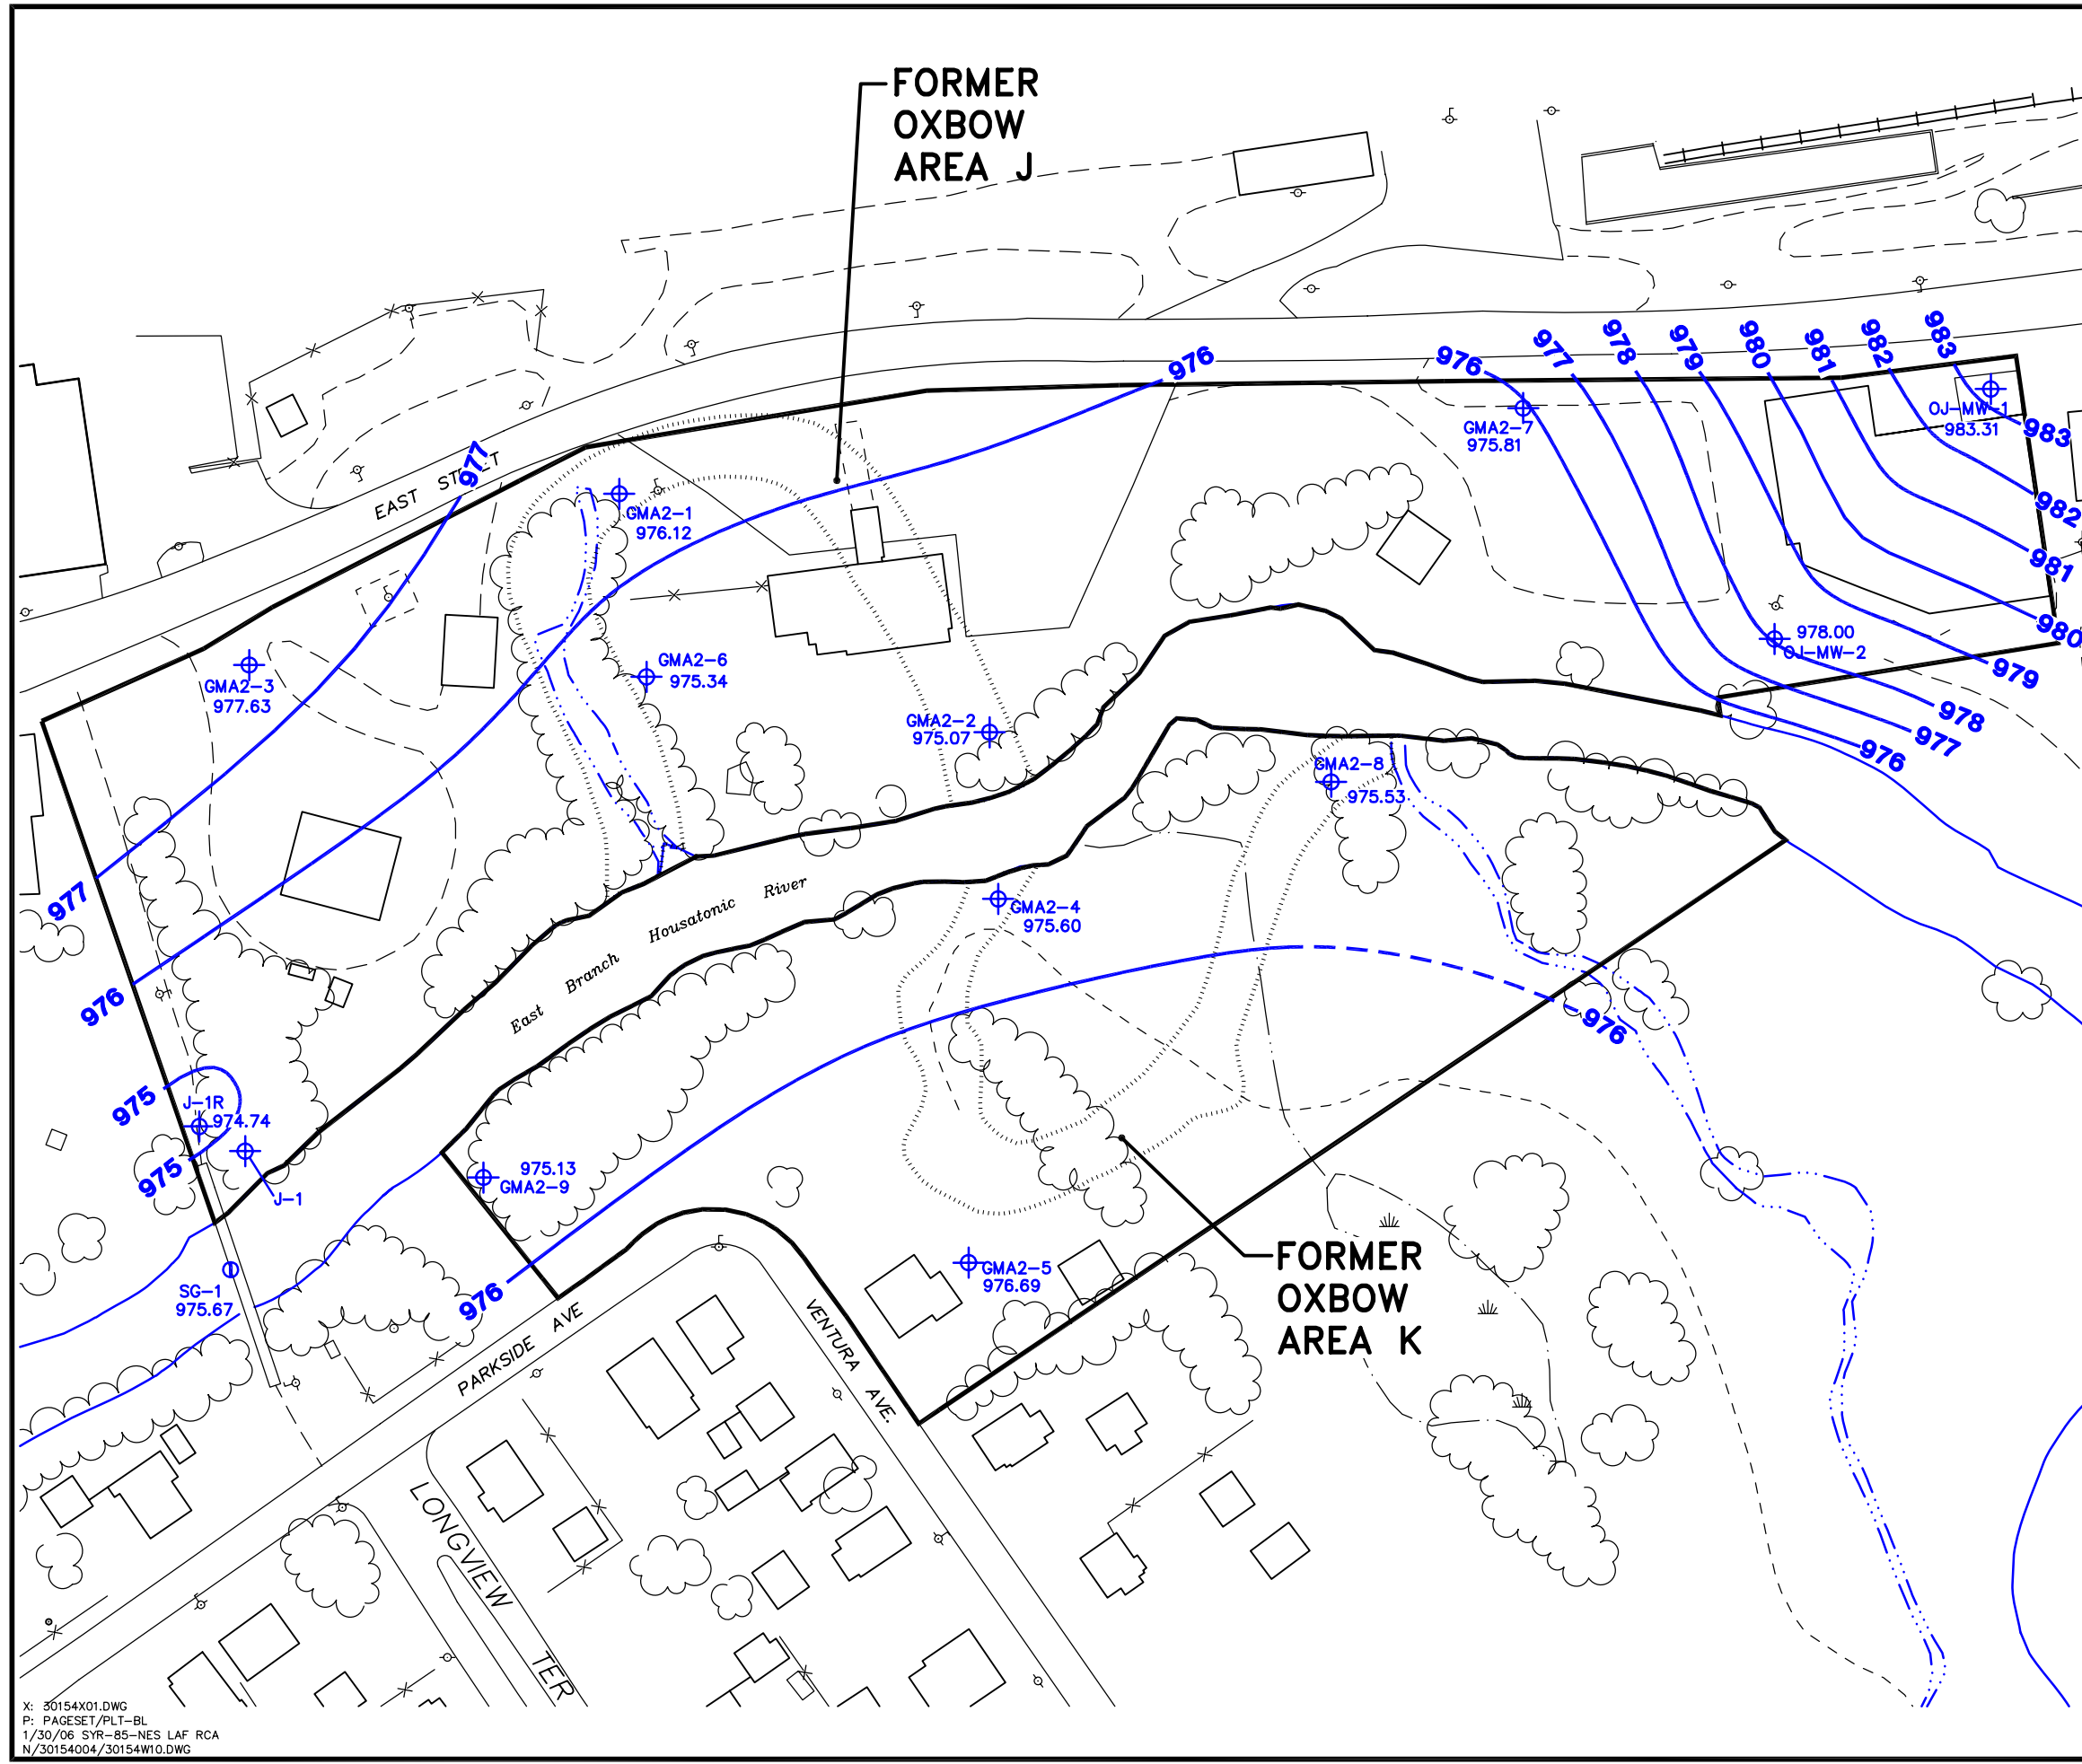 FORMER
OXBOW
AREA J
EAST STREET
977
976
976
977
978
979
980
981
982
983
OJ-MW-1
983.31
983
GMA2-7
975.81
982
981
980
979
978
977
976
978.00
OJ-MW-2
GMA2-1
976.12
GMA2-6
975.34
GMA2-3
977.63
GMA2-2
975.07
GMA2-8
975.53
977
976
East Branch Housatonic River
GMA2-4
975.60
976
975
J-1R
974.74
975
J-1
975.13
GMA2-9
SG-1
975.67
976
GMA2-5
976.69
FORMER
OXBOW
AREA K
PARKSIDE AVE
VENTURA AVE.
LONGVIEW TER
X: 30154X01.DWG
P: PAGESET/PLT-BL
1/30/06 SYR-85-NES LAF RCA
N/30154004/30154W10.DWG